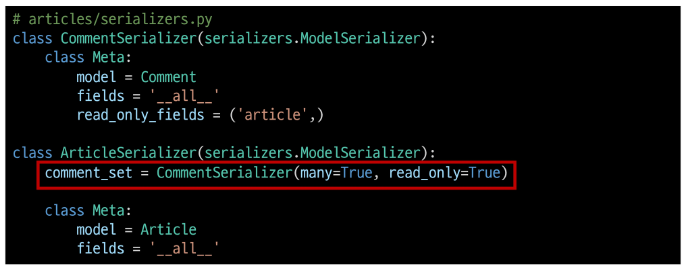 # articles/serializers.py
class CommentSerializer(serializers.ModelSerializer):
    class Meta:
        model = Comment
        fields = '__all__'
        read_only_fields = ('article',)

class ArticleSerializer(serializers.ModelSerializer):
    comment_set = CommentSerializer(many=True, read_only=True)

    class Meta:
        model = Article
        fields = '__all__'